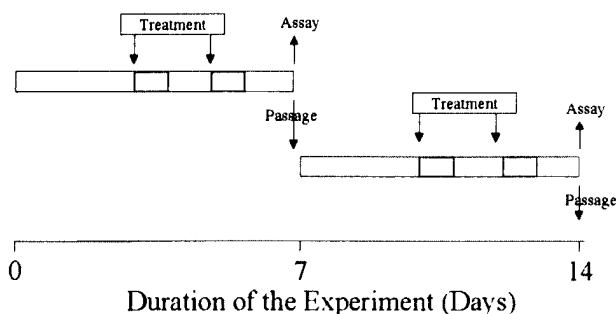 Treatment
Assay
Passage
Treatment
Assay
Passage
0 7 14
Duration of the Experiment (Days)